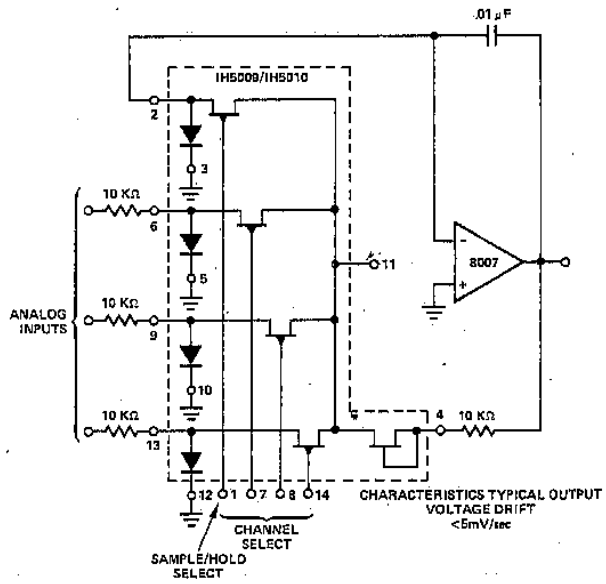 .01 µF
IH5009/IH5010
2
3
10 KΩ
6
5
11
8007
−
+
ANALOG
INPUTS
10 KΩ
9
10
10 KΩ
13
4
10 KΩ
12
1
7
8
14
CHARACTERISTICS TYPICAL OUTPUT
VOLTAGE DRIFT
<5mV/sec
CHANNEL
SELECT
SAMPLE/HOLD
SELECT